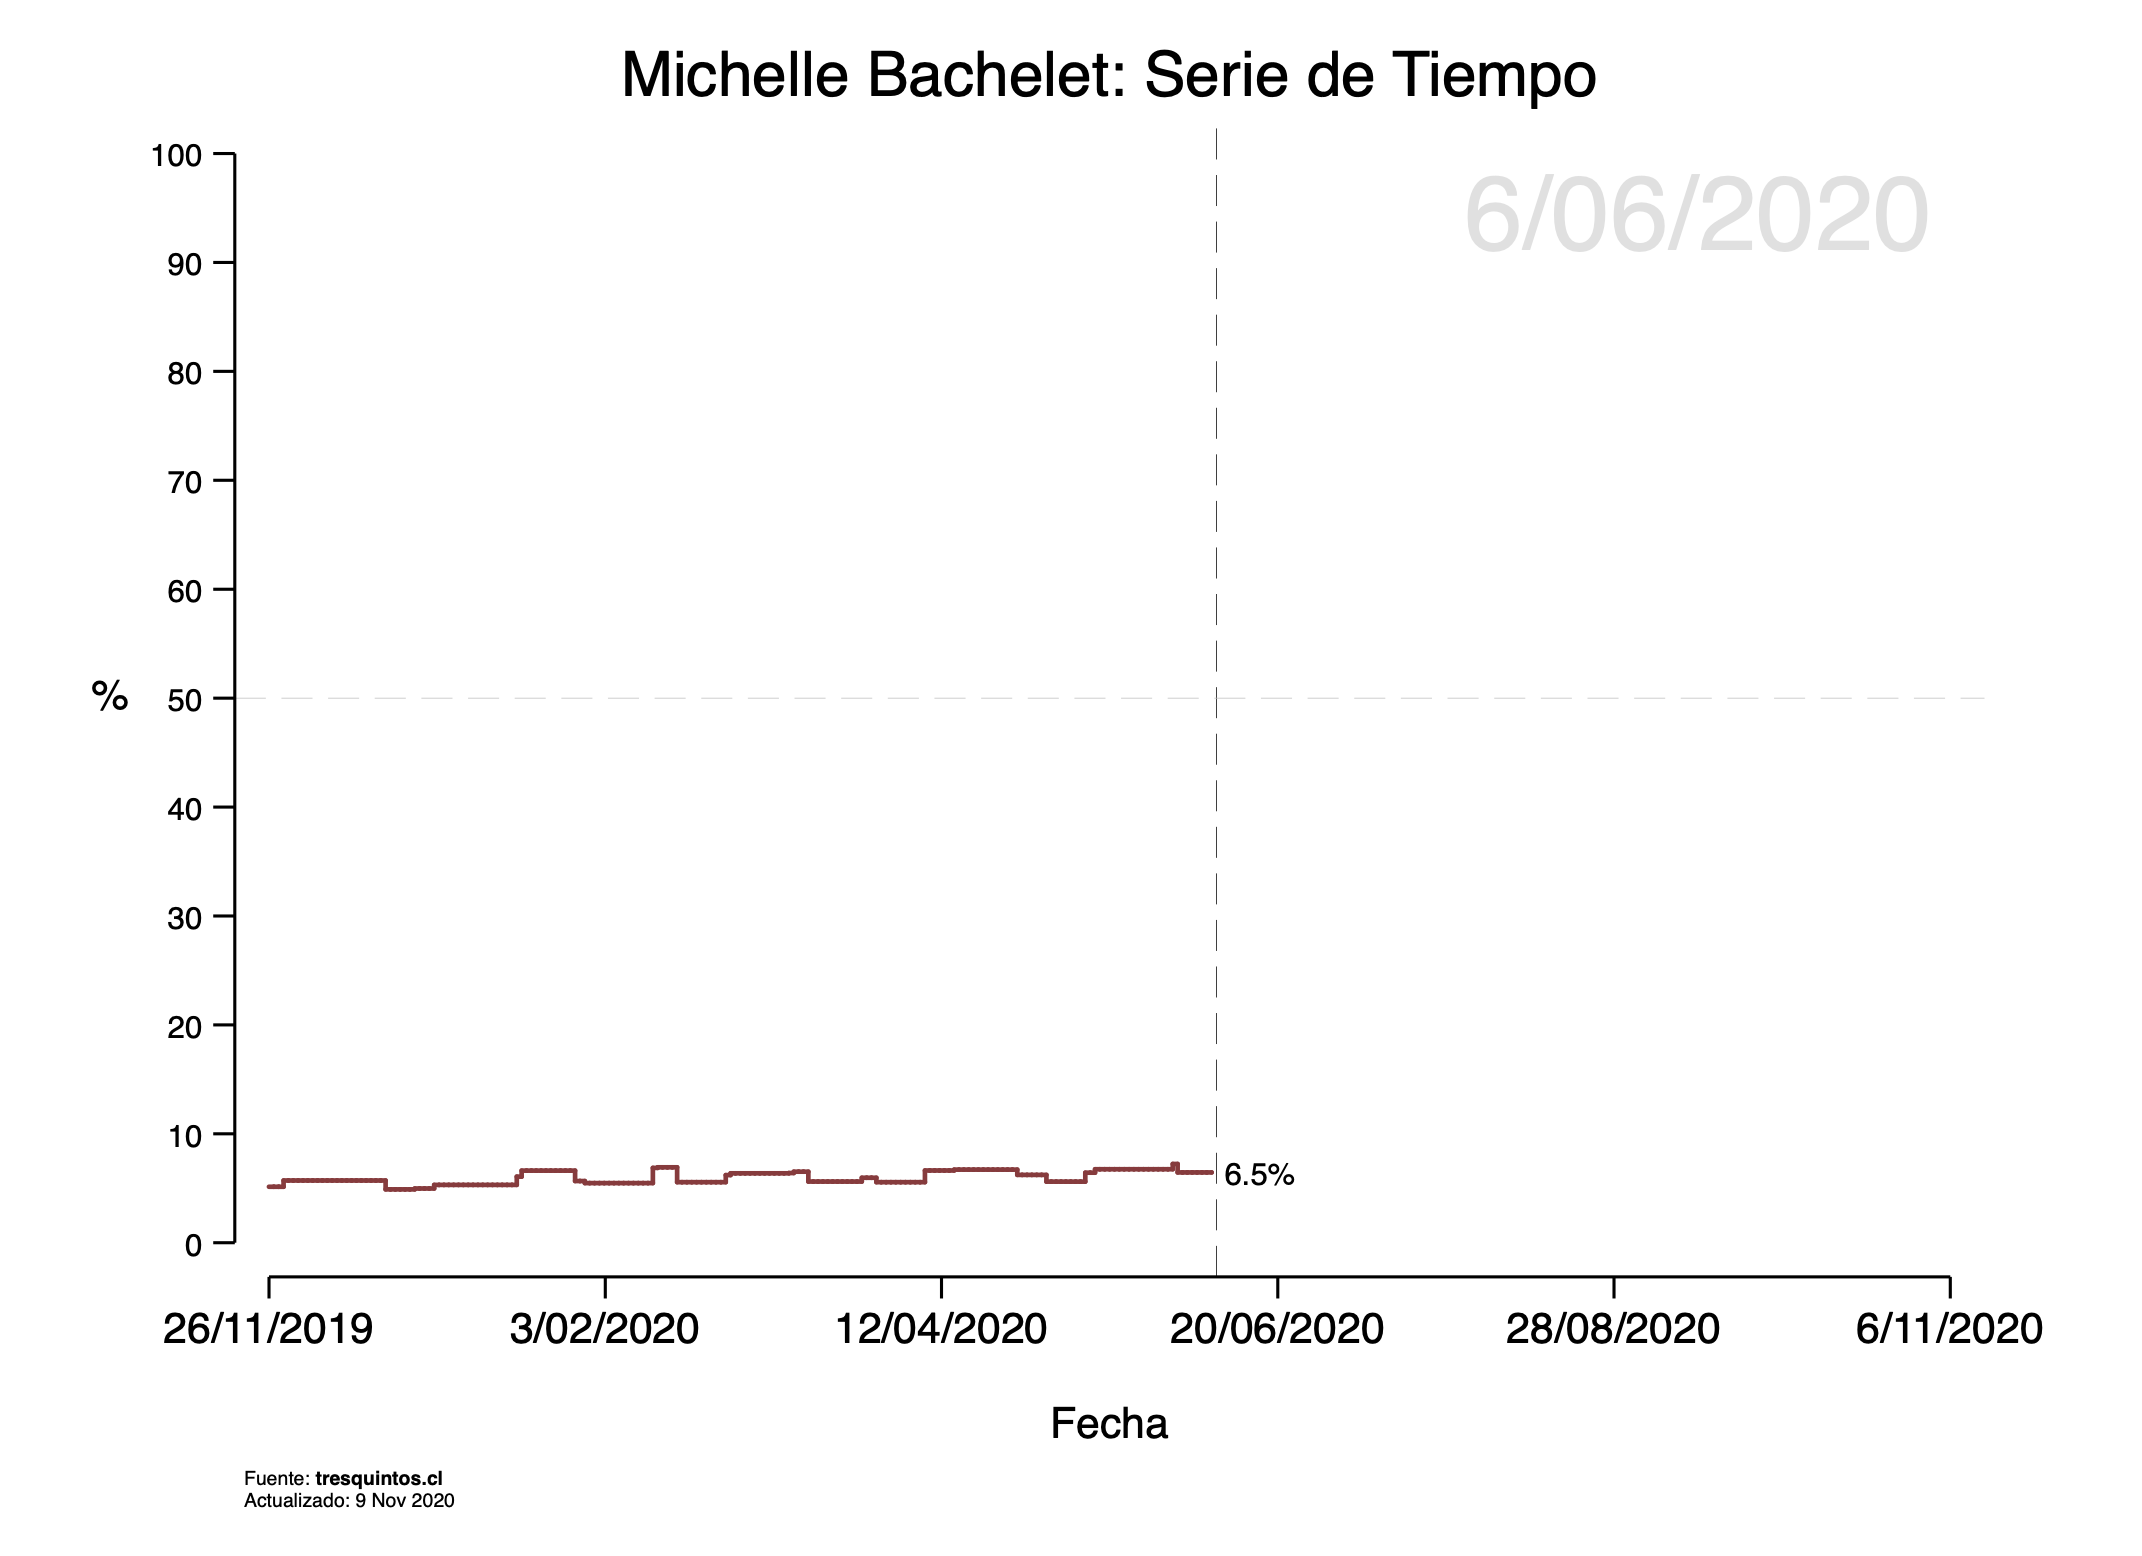 Michelle Bachelet: Serie de Tiempo
6/06/2020
100
90
80
70
60
50
40
30
20
10
0
%
6.5%
26/11/2019 3/02/2020 12/04/2020 20/06/2020 28/08/2020 6/11/2020
Fecha
Fuente: tresquintos.cl
Actualizado: 9 Nov 2020